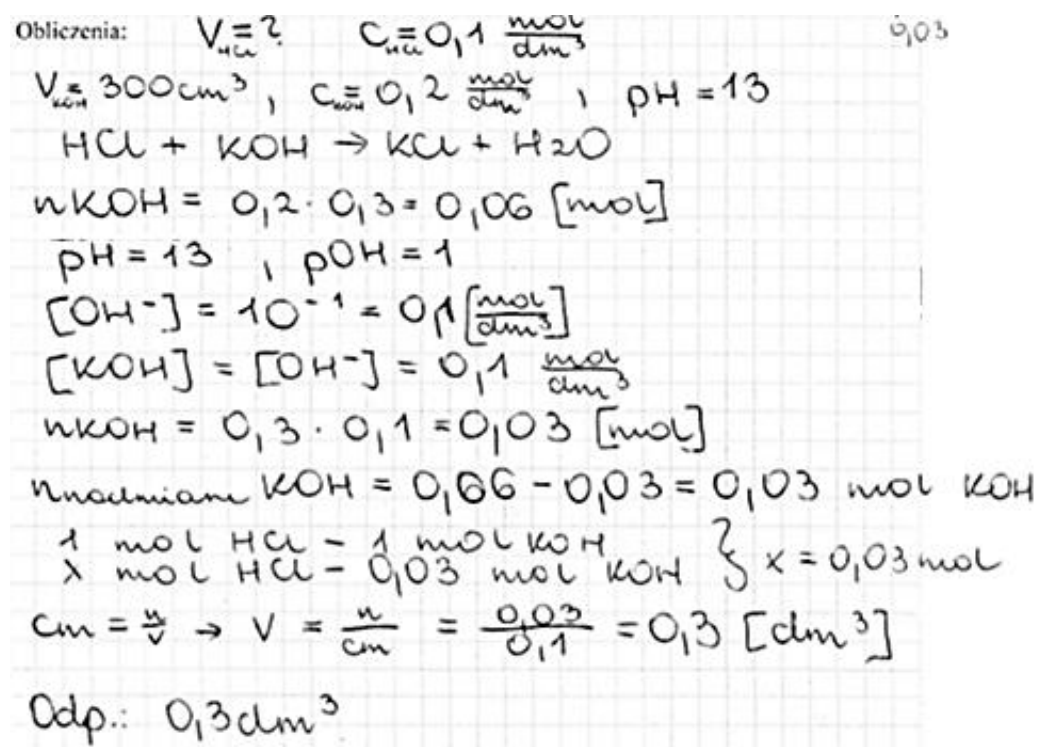 Obliczenia: V_HCl = ? C_HCl = 0,1 mol/dm³ 0,03
V_KOH = 300cm³, C_KOH = 0,2 mol/dm³, pH = 13
HCl + KOH → KCl + H2O
nKOH = 0,2 · 0,3 = 0,06 [mol]
pH = 13 , pOH = 1
[OH⁻] = 10⁻¹ = 0,1 [mol/dm³]
[KOH] = [OH⁻] = 0,1 mol/dm³
nKOH = 0,3 · 0,1 = 0,03 [mol]
nnadmiaru KOH = 0,06 - 0,03 = 0,03 mol KOH
1 mol HCl - 1 mol KOH
x mol HCl - 0,03 mol KOH } x = 0,03 mol
cm = n/v → V = n/cm = 0,03/0,1 = 0,3 [dm³]
Odp.: 0,3dm³